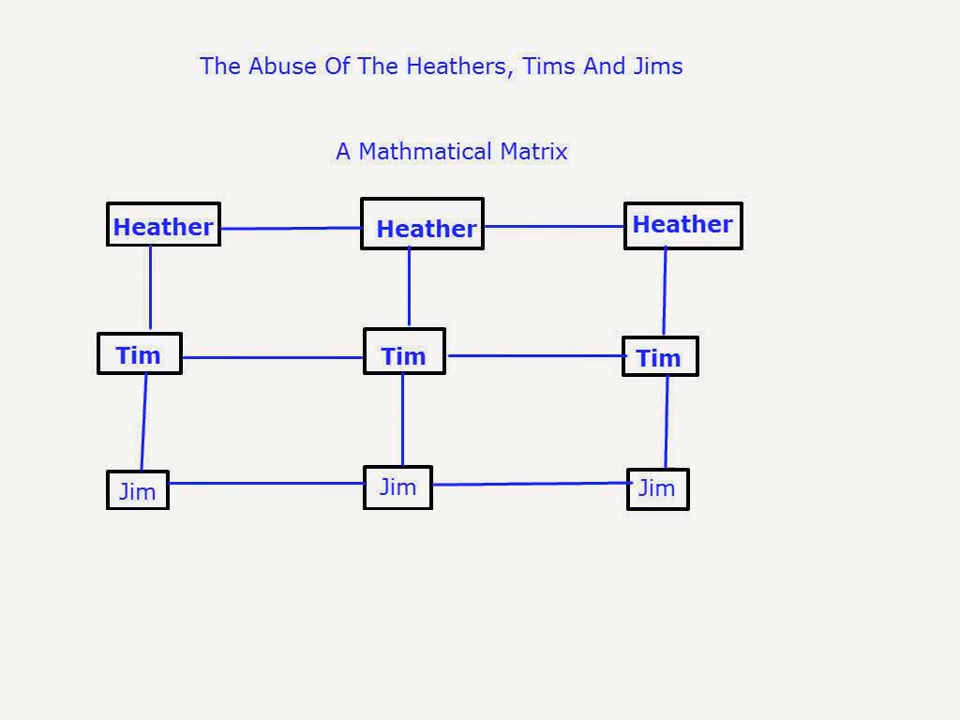 The Abuse Of The Heathers, Tims And Jims
A Mathmatical Matrix
Heather Heather Heather
Tim Tim Tim
Jim Jim Jim